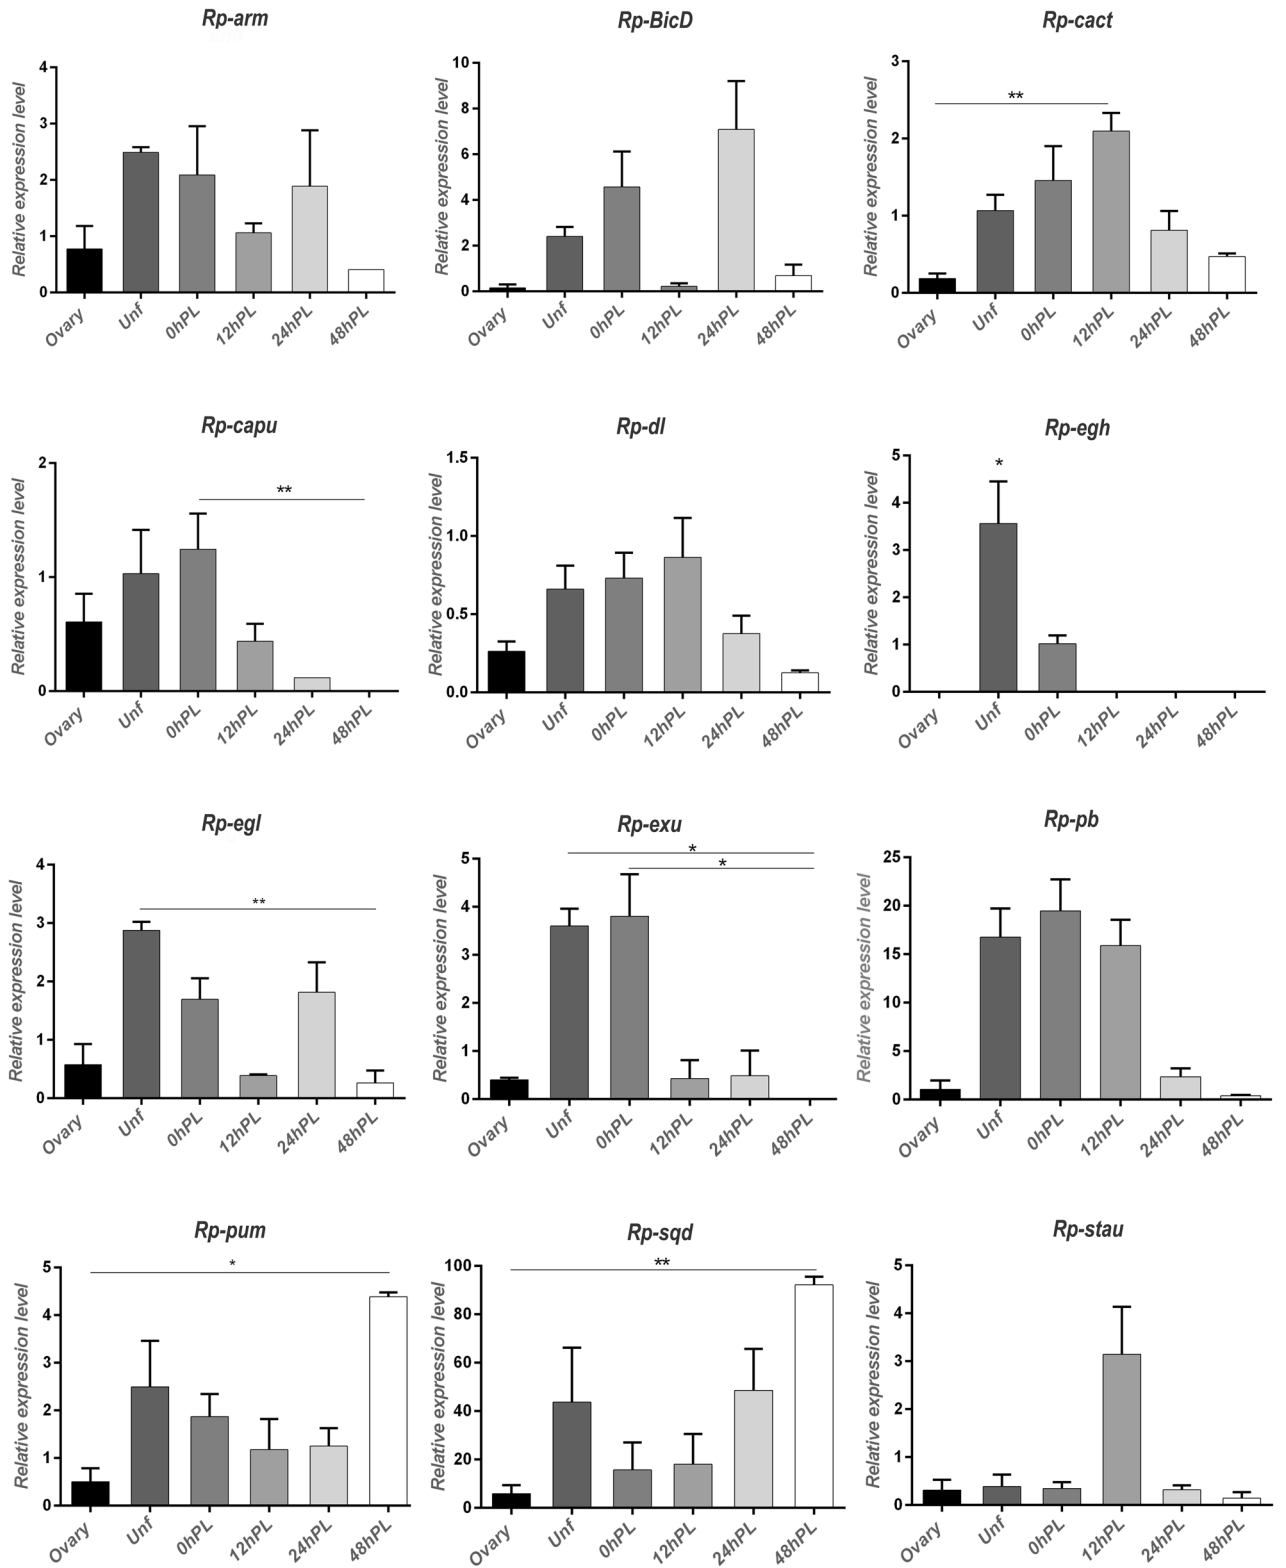 Rp-arm
Relative expression level
4
3
2
1
0
Ovary
Unf
0hPL
12hPL
24hPL
48hPL
Rp-BicD
Relative expression level
10
8
6
4
2
0
Ovary
Unf
0hPL
12hPL
24hPL
48hPL
Rp-cact
Relative expression level
3
2
1
0
**
Ovary
Unf
0hPL
12hPL
24hPL
48hPL
Rp-capu
Relative expression level
2
1
0
**
Ovary
Unf
0hPL
12hPL
24hPL
48hPL
Rp-dl
Relative expression level
1.5
1.0
0.5
0.0
Ovary
Unf
0hPL
12hPL
24hPL
48hPL
Rp-egh
Relative expression level
5
4
3
2
1
0
*
Ovary
Unf
0hPL
12hPL
24hPL
48hPL
Rp-egl
Relative expression level
4
3
2
1
0
**
Ovary
Unf
0hPL
12hPL
24hPL
48hPL
Rp-exu
Relative expression level
5
4
3
2
1
0
*
*
Ovary
Unf
0hPL
12hPL
24hPL
48hPL
Rp-pb
Relative expression level
25
20
15
10
5
0
Ovary
Unf
0hPL
12hPL
24hPL
48hPL
Rp-pum
Relative expression level
5
4
3
2
1
0
*
Ovary
Unf
0hPL
12hPL
24hPL
48hPL
Rp-sqd
Relative expression level
100
80
60
40
20
0
**
Ovary
Unf
0hPL
12hPL
24hPL
48hPL
Rp-stau
Relative expression level
5
4
3
2
1
0
Ovary
Unf
0hPL
12hPL
24hPL
48hPL